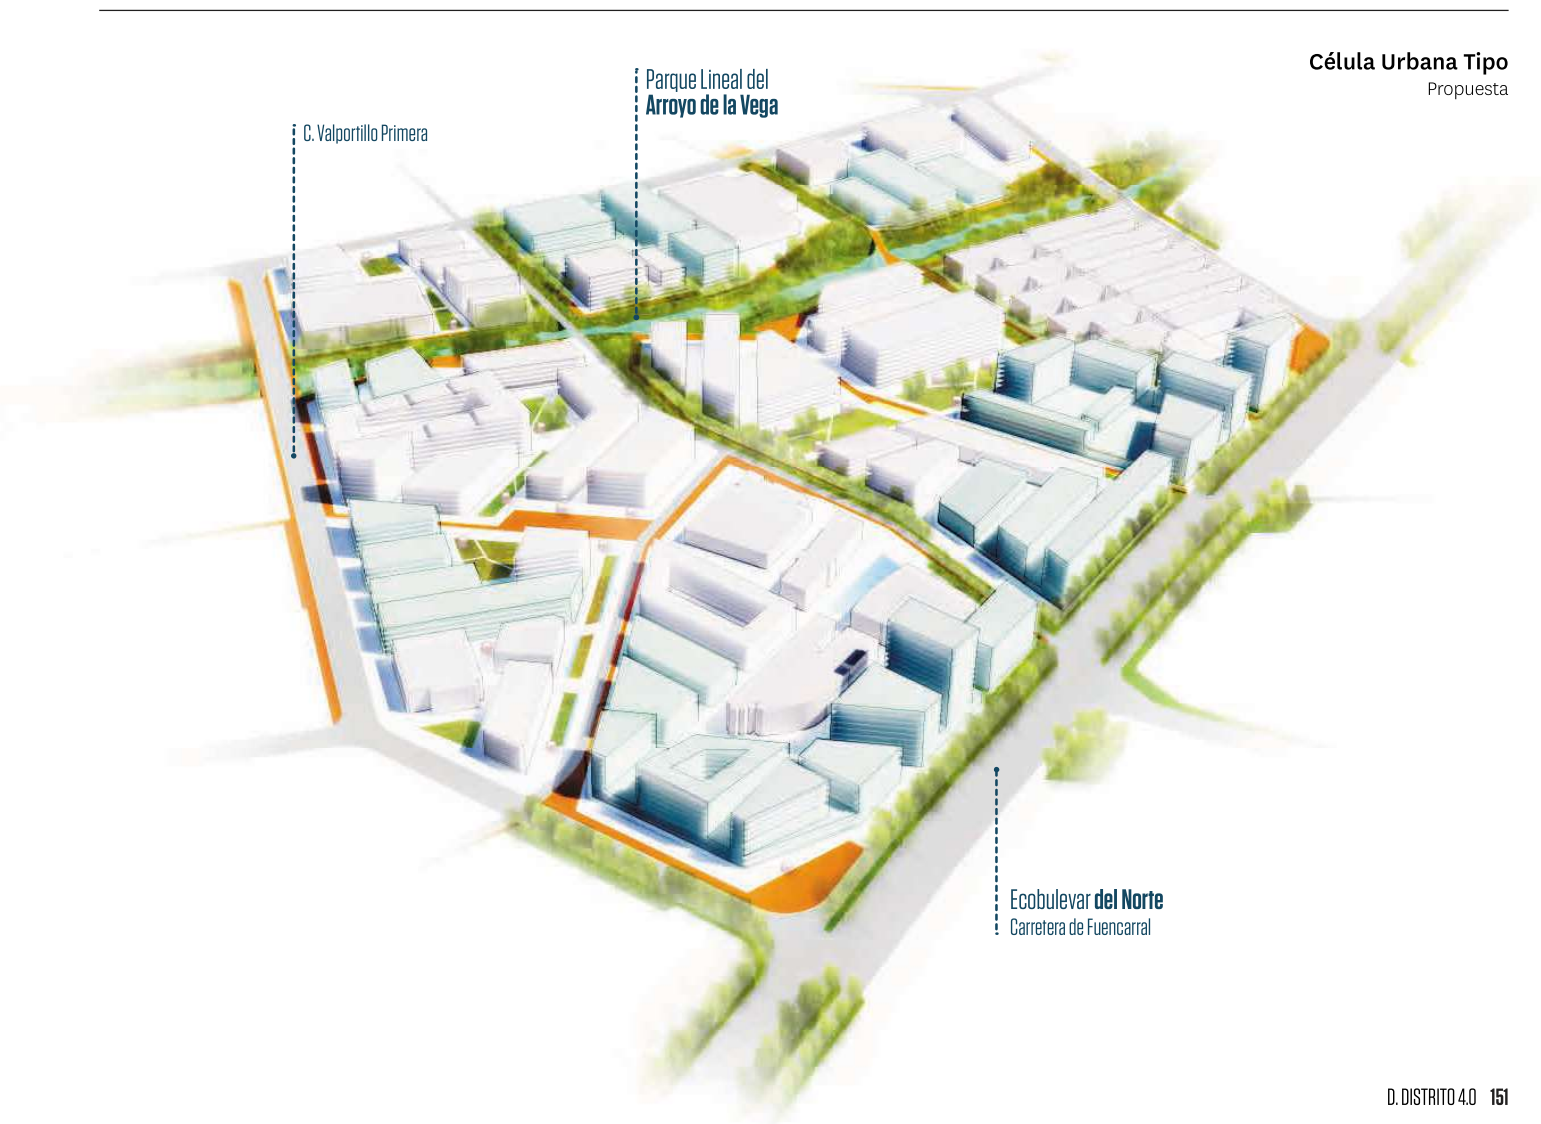 Célula Urbana Tipo
Propuesta
Parque Lineal del
Arroyo de la Vega
C. Valportillo Primera
Ecobulevar del Norte
Carretera de Fuencarral
D. DISTRITO 4.0 151